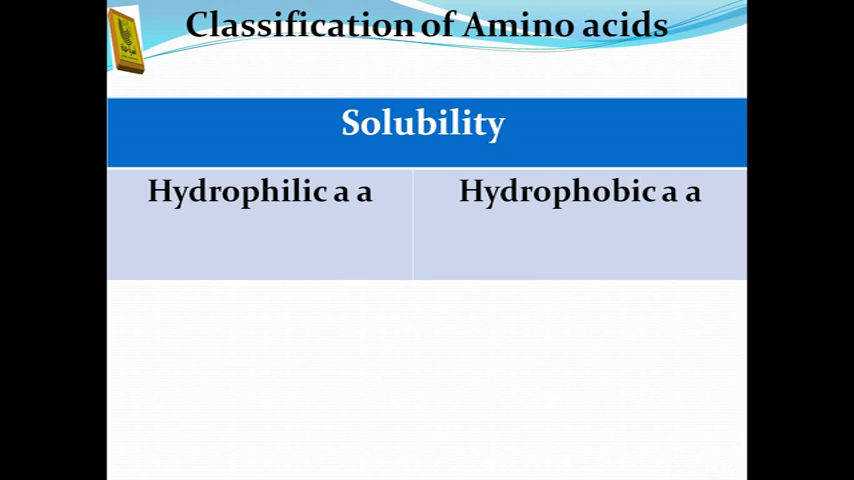 Classification of Amino acids
Solubility
Hydrophilic a a
Hydrophobic a a